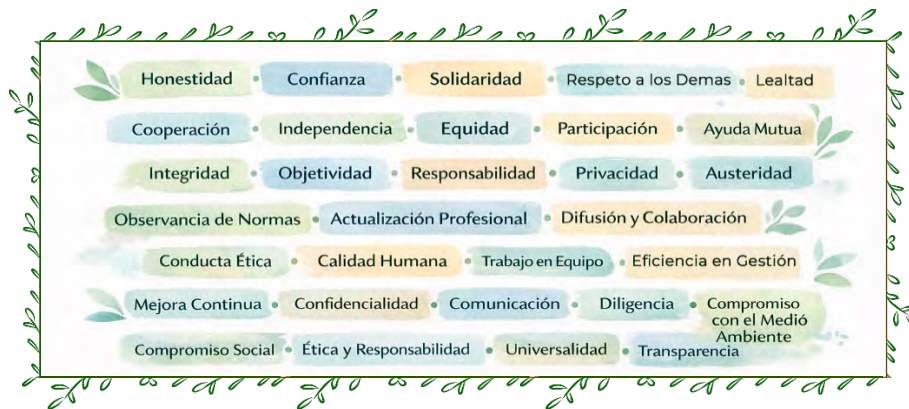 Honestidad • Confianza • Solidaridad • Respeto a los Demas • Lealtad
Cooperación • Independencia • Equidad • Participación • Ayuda Mutua
Integridad • Objetividad • Responsabilidad • Privacidad • Austeridad
Observancia de Normas • Actualización Profesional • Difusión y Colaboración
Conducta Ética • Calidad Humana • Trabajo en Equipo • Eficiencia en Gestión
Mejora Continua • Confidencialidad • Comunicación • Diligencia • Compromiso
con el Medió
Ambiente
Compromiso Social • Ética y Responsabilidad • Universalidad • Transparencia